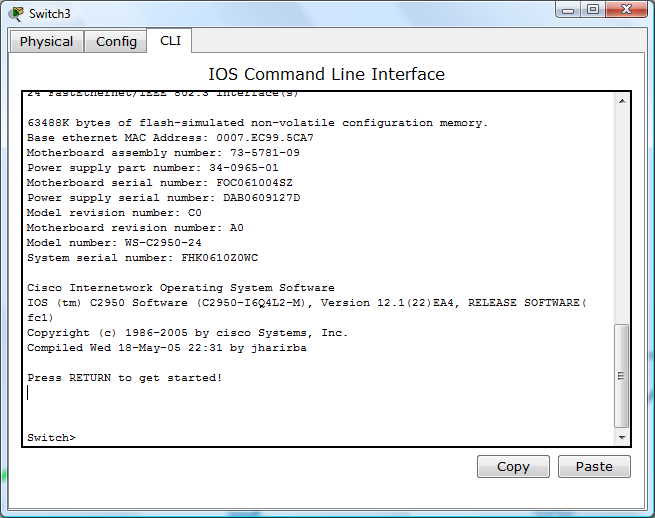 Switch3
Physical Config CLI
IOS Command Line Interface
24 FastEthernet/IEEE 802.3 interface(s)
63488K bytes of flash-simulated non-volatile configuration memory.
Base ethernet MAC Address: 0007.EC99.5CA7
Motherboard assembly number: 73-5781-09
Power supply part number: 34-0965-01
Motherboard serial number: FOC061004SZ
Power supply serial number: DAB0609127D
Model revision number: C0
Motherboard revision number: A0
Model number: WS-C2950-24
System serial number: FHK0610Z0WC
Cisco Internetwork Operating System Software
IOS (tm) C2950 Software (C2950-I6Q4L2-M), Version 12.1(22)EA4, RELEASE SOFTWARE(
fc1)
Copyright (c) 1986-2005 by cisco Systems, Inc.
Compiled Wed 18-May-05 22:31 by jharirba
Press RETURN to get started!
Switch>
Copy Paste